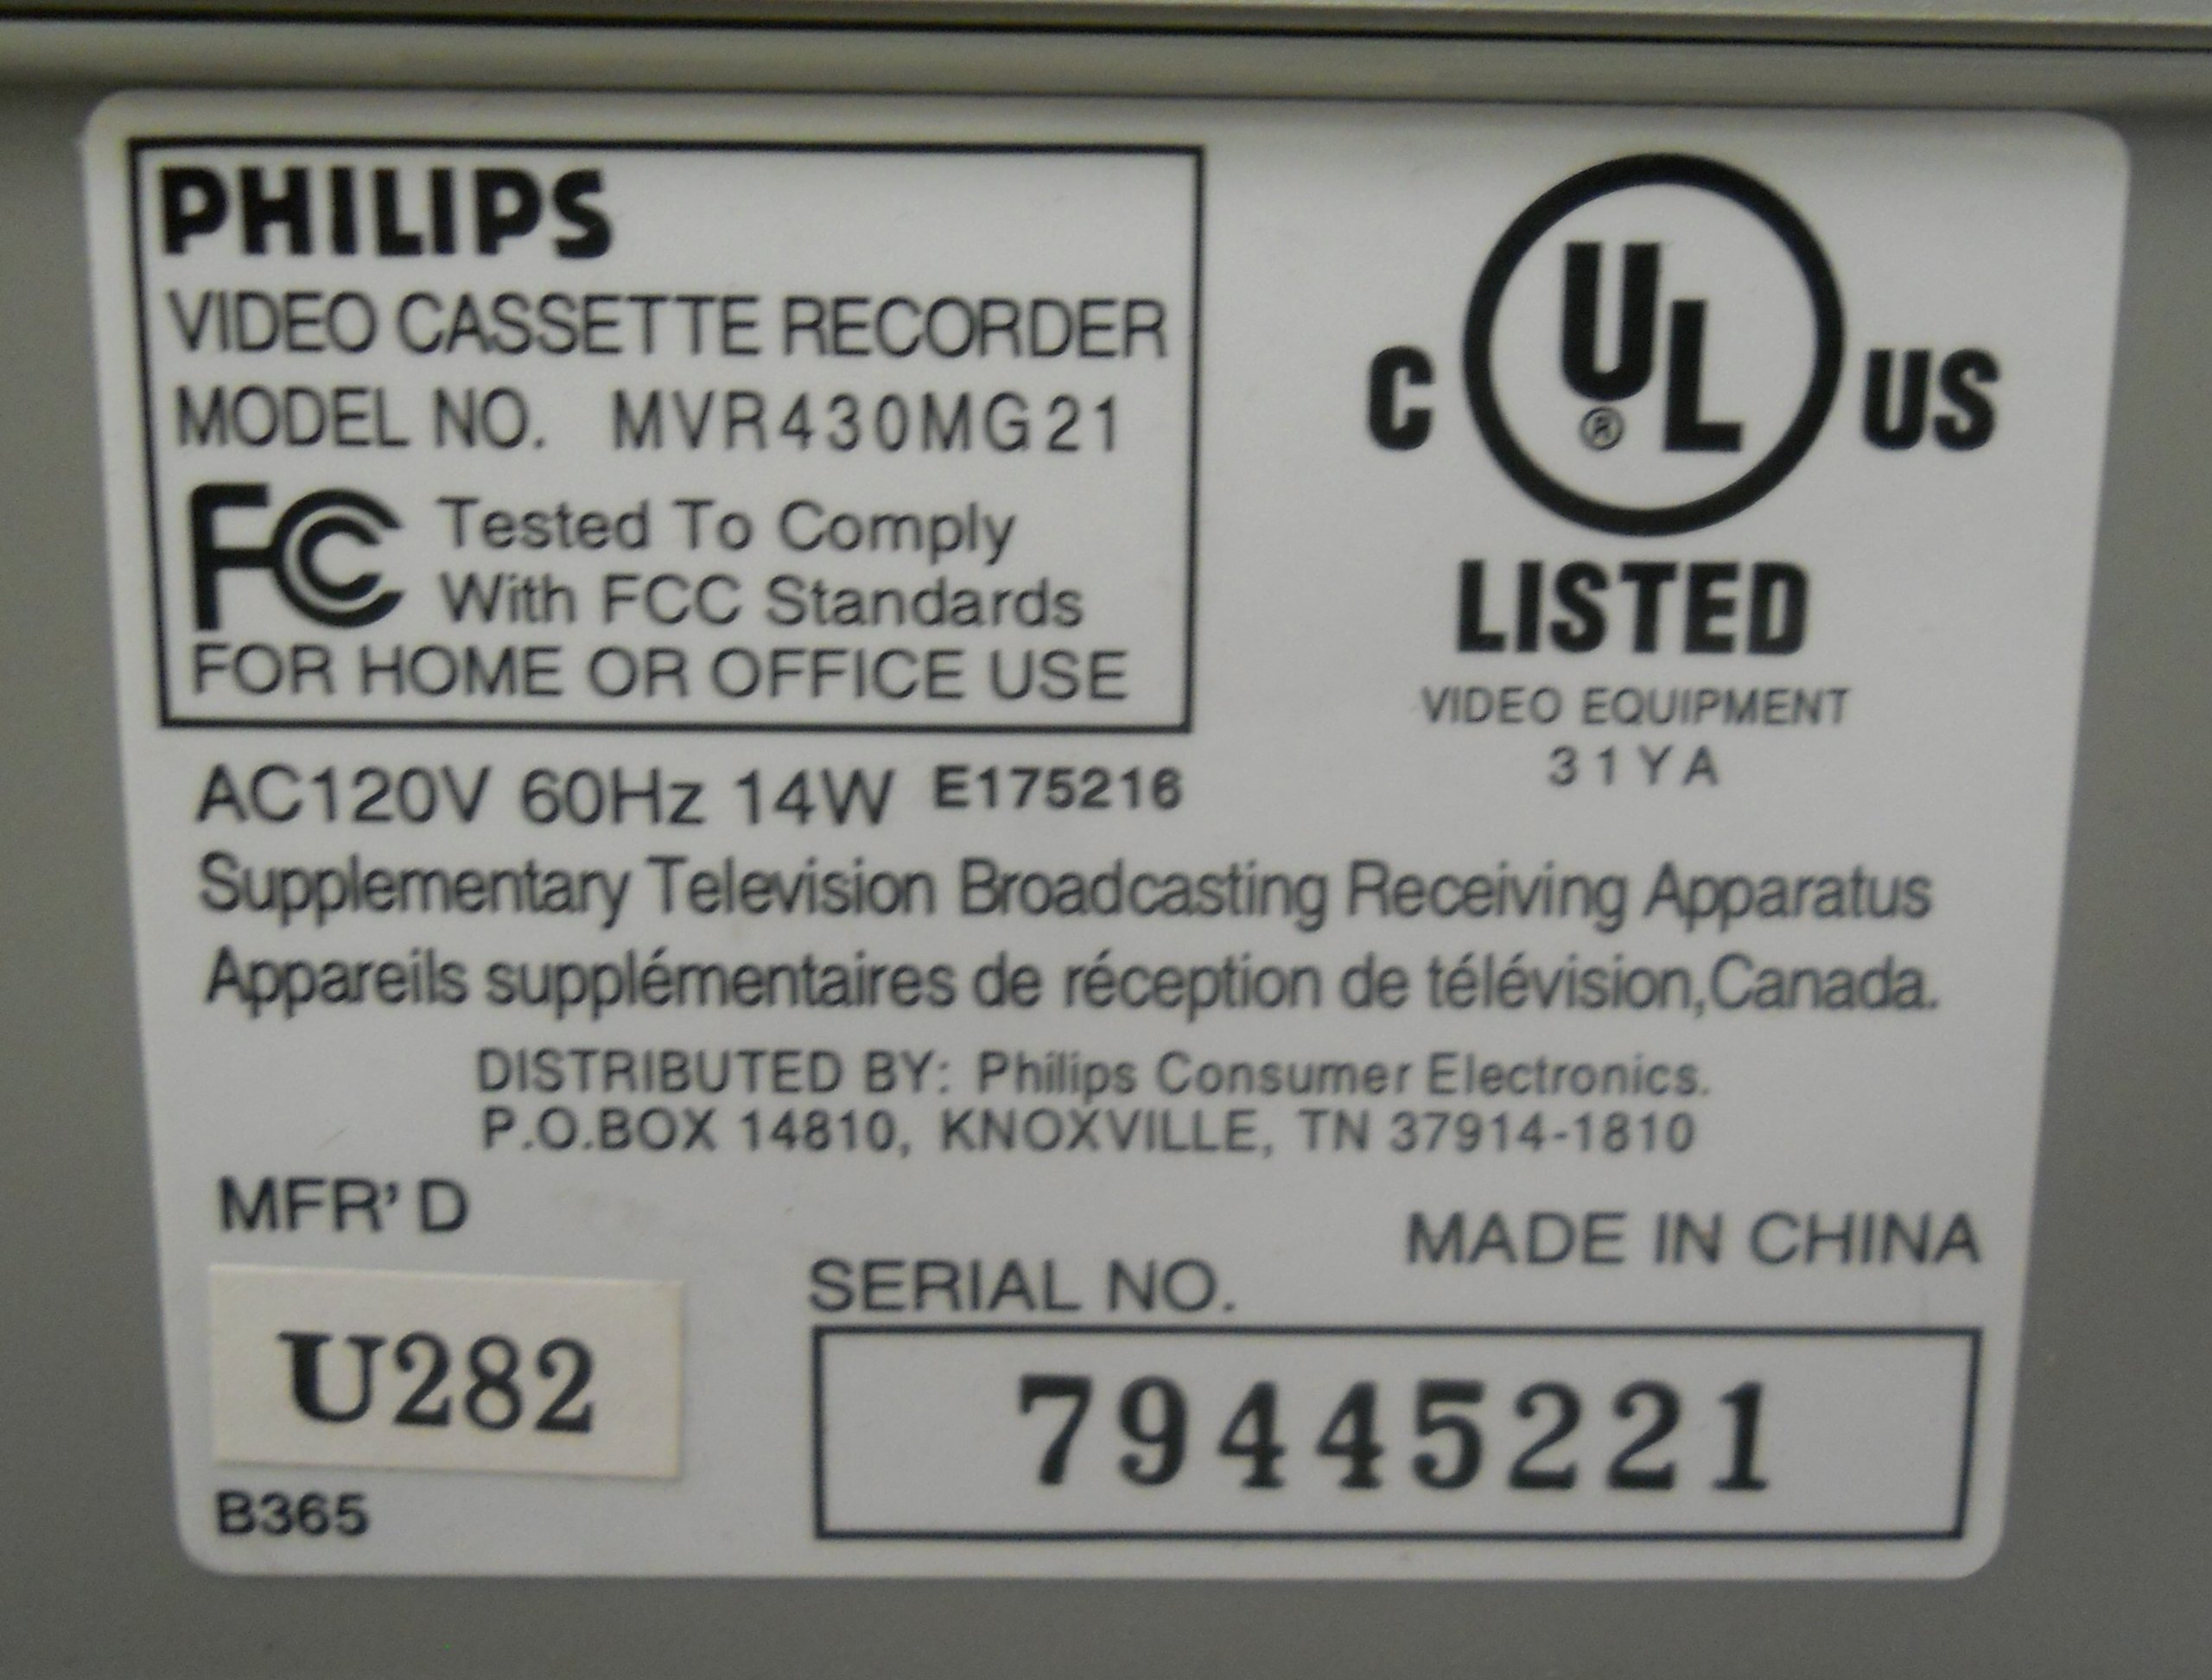 PHILIPS
VIDEO CASSETTE RECORDER
MODEL NO. MVR430MG21
FC Tested To Comply
With FCC Standards
FOR HOME OR OFFICE USE
C UL® US
LISTED
VIDEO EQUIPMENT
31YA
AC120V 60Hz 14W E175216
Supplementary Television Broadcasting Receiving Apparatus
Appareils supplémentaires de réception de télévision,Canada.
DISTRIBUTED BY: Philips Consumer Electronics.
P.O.BOX 14810, KNOXVILLE, TN 37914-1810
MFR'D
MADE IN CHINA
SERIAL NO.
U282
79445221
B365